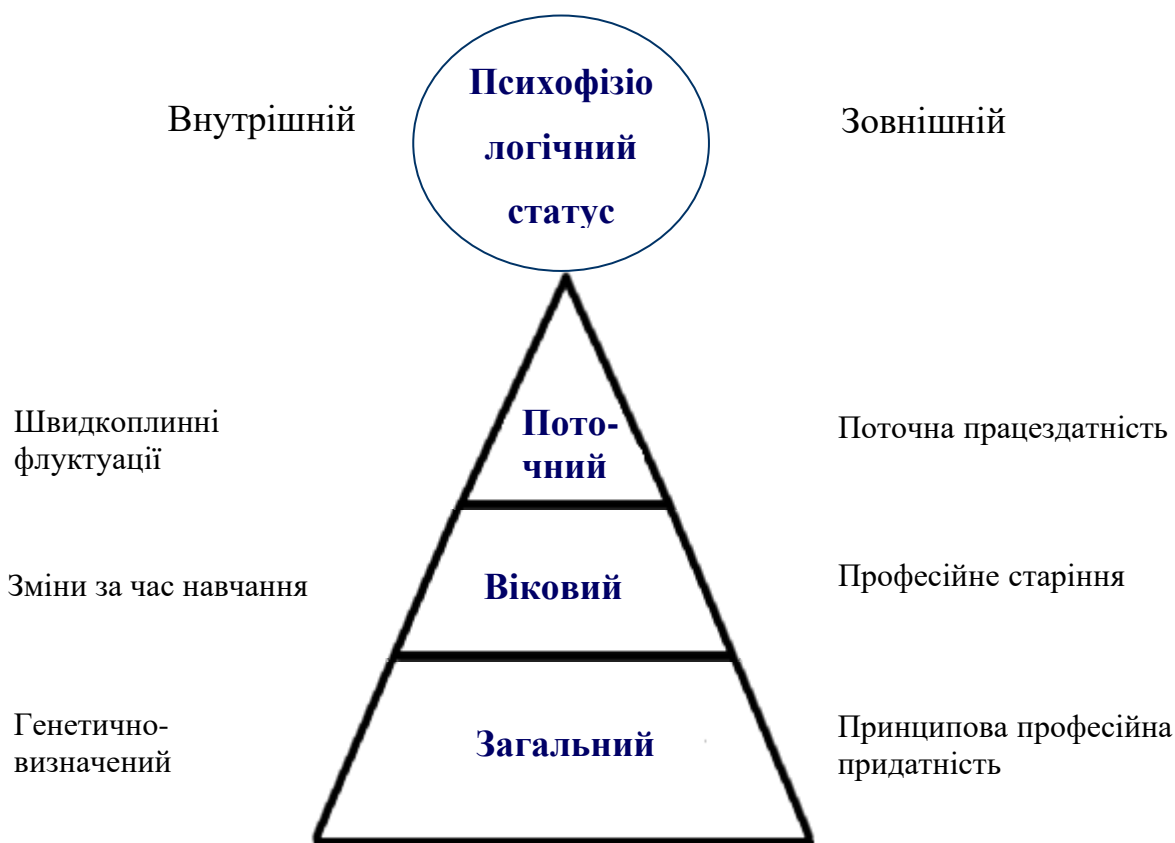 Психофізіо
логічний
статус
Внутрішній
Зовнішній
Швидкоплинні
флуктуації
Пото-
чний
Поточна працездатність
Зміни за час навчання
Віковий
Професійне старіння
Генетично-
визначений
Загальний
Принципова професійна
придатність